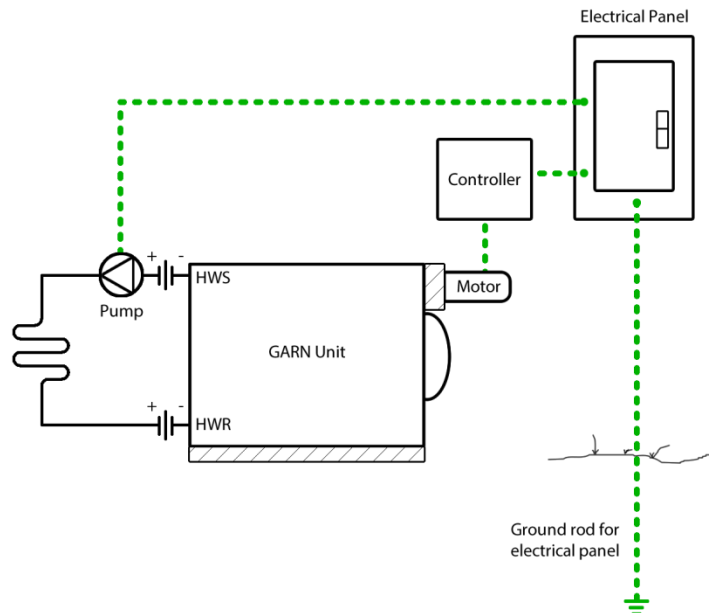 Electrical Panel
Controller
+ -
HWS
Motor
Pump
GARN Unit
+ -
HWR
Ground rod for
electrical panel